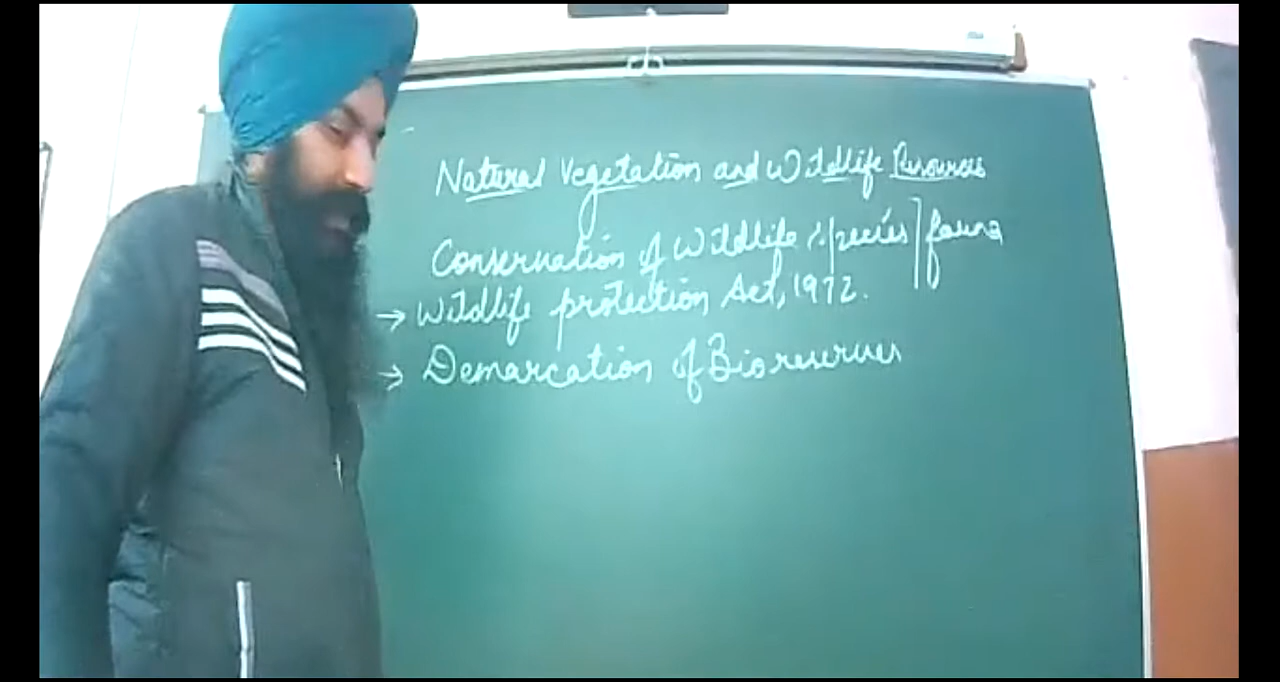 Natural Vegetation and Wildlife Resources
Conservation of Wildlife Species] fauna
→ Wildlife protection Act, 1972.
→ Demarcation of Bioreserves